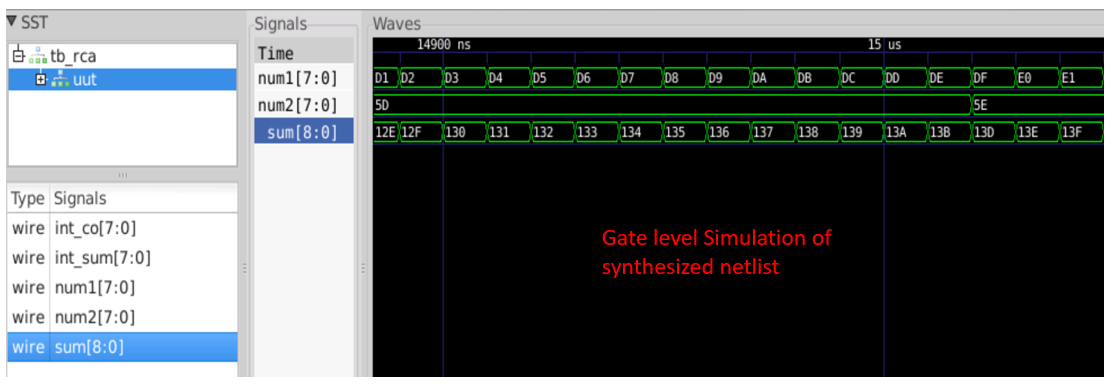 SST
tb_rca
uut
Type Signals
wire int_co[7:0]
wire int_sum[7:0]
wire num1[7:0]
wire num2[7:0]
wire sum[8:0]
Signals
Time
num1[7:0]
num2[7:0]
sum[8:0]
Waves
14900 ns 15 us
D1 D2 D3 D4 D5 D6 D7 D8 D9 DA DB DC DD DE DF E0 E1
5D 5E
12E 12F 130 131 132 133 134 135 136 137 138 139 13A 13B 13D 13E 13F
Gate level Simulation of
synthesized netlist